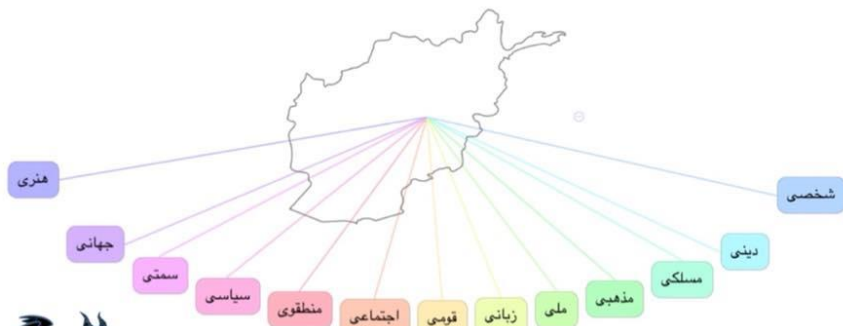 شخصی
دینی
مسلکی
مذهبی
ملی
زبانی
قومی
اجتماعی
منطقوی
سیاسی
سمتی
جهانی
هنری